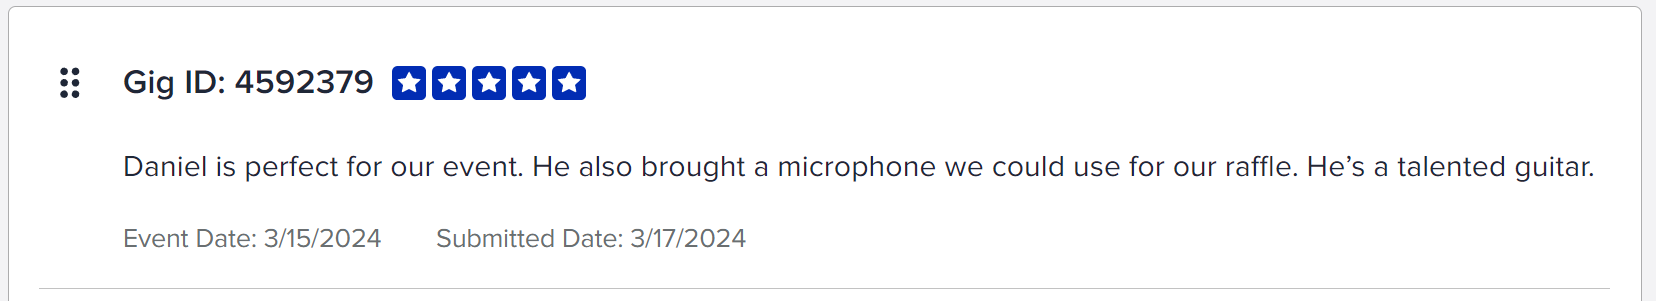 Gig ID: 4592379
Daniel is perfect for our event. He also brought a microphone we could use for our raffle. He’s a talented guitar.
Event Date: 3/15/2024 Submitted Date: 3/17/2024